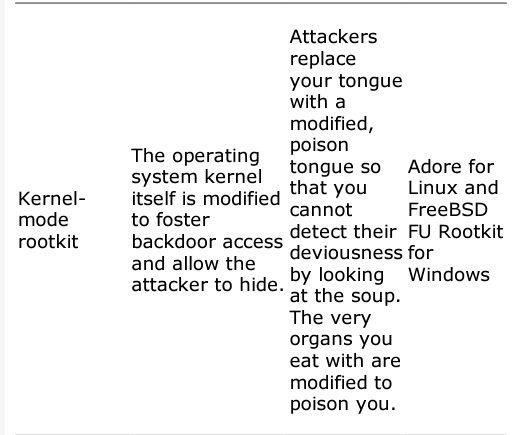 Kernel-
mode
rootkit
The operating
system kernel
itself is modified
to foster
backdoor access
and allow the
attacker to hide.
Attackers
replace
your tongue
with a
modified,
poison
tongue so
that you
cannot
detect their
deviousness
by looking
at the soup.
The very
organs you
eat with are
modified to
poison you.
Adore for
Linux and
FreeBSD
FU Rootkit
for
Windows